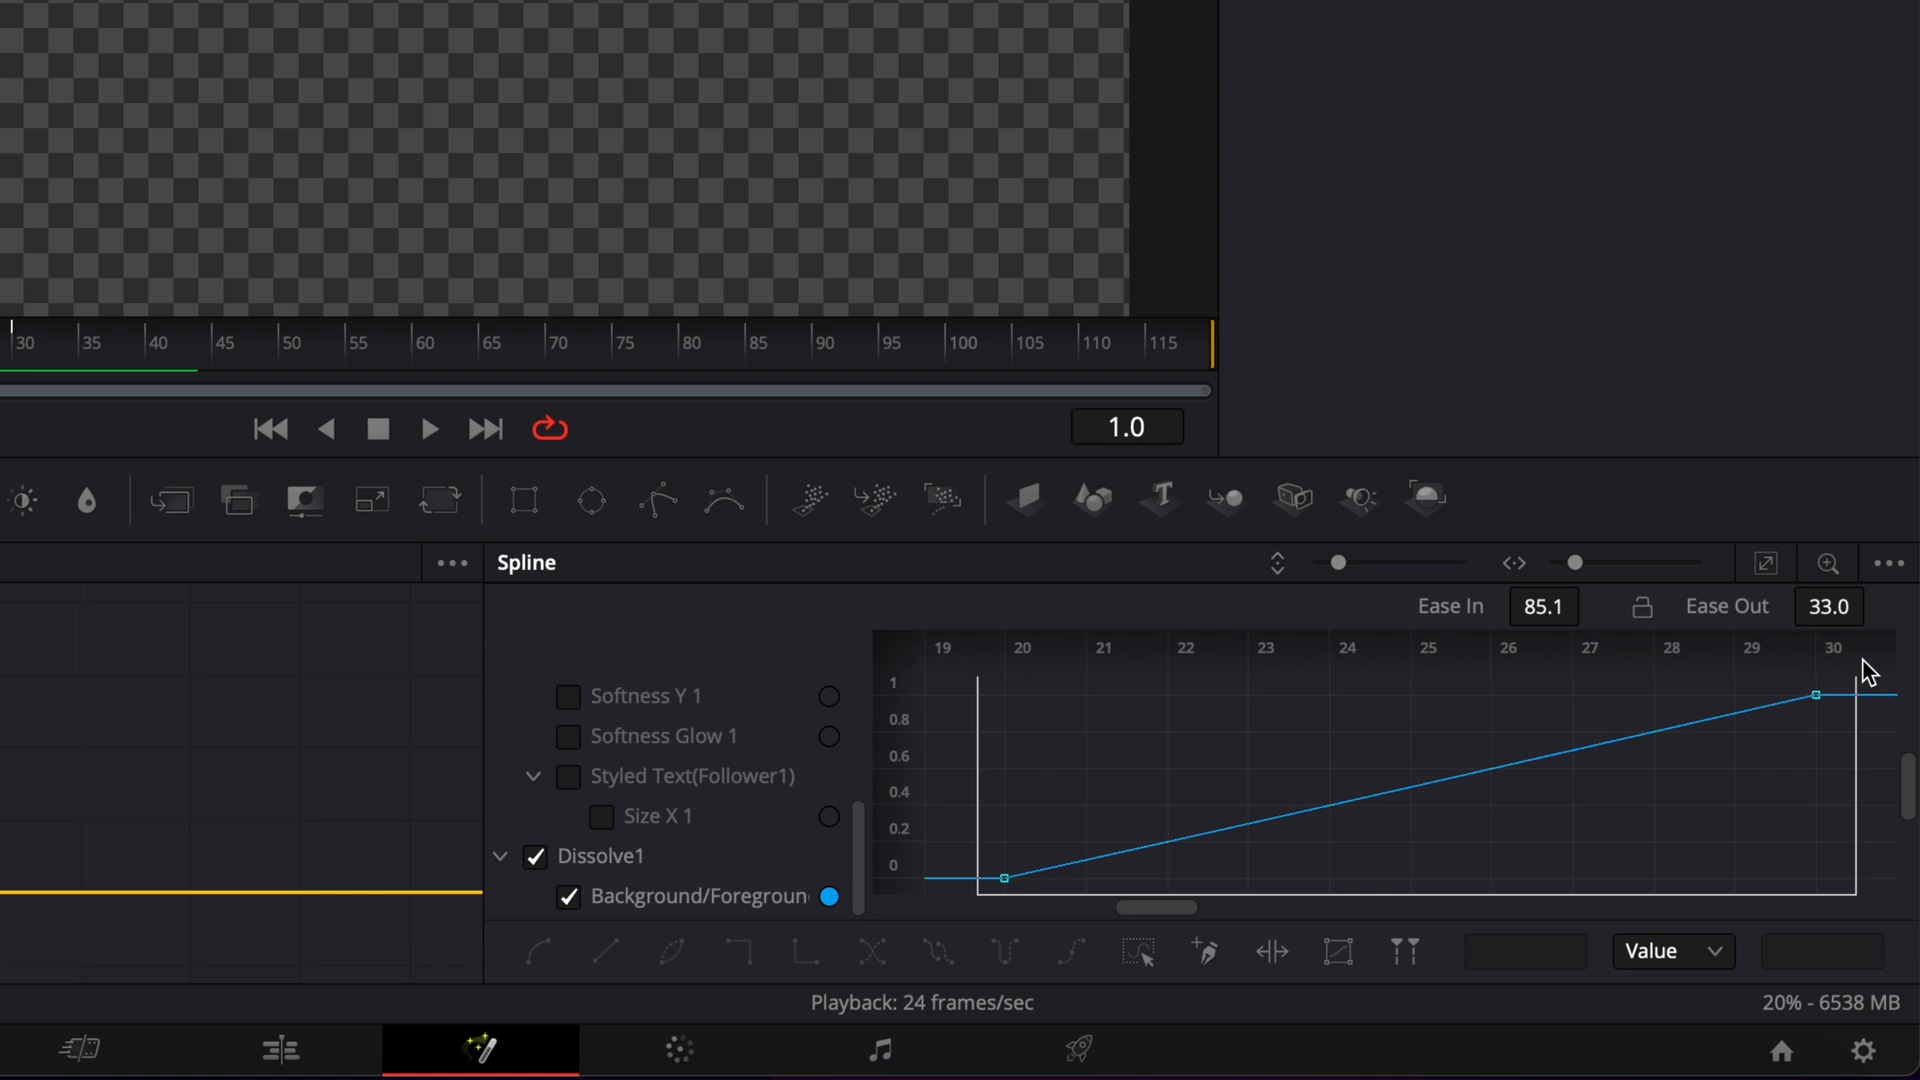 30 35 40 45 50 55 60 65 70 75 80 85 90 95 100 105 110 115
1.0
Spline
Ease In 85.1 Ease Out 33.0
19 20 21 22 23 24 25 26 27 28 29 30
1
Softness Y 1
0.8
Softness Glow 1
0.6
Styled Text(Follower1)
0.4
Size X 1
0.2
Dissolve1
0
Background/Foregroun
Value
Playback: 24 frames/sec
20% - 6538 MB